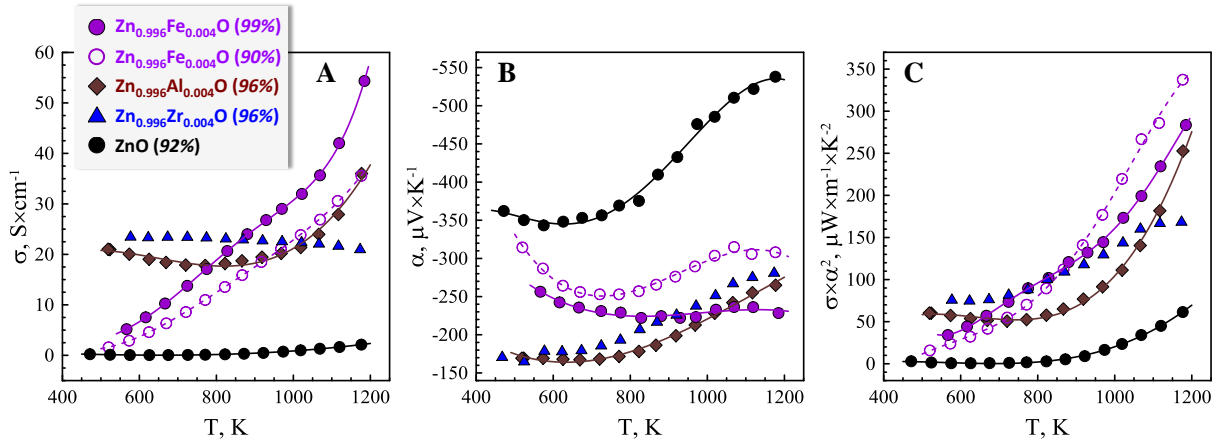 Zn0.996Fe0.004O (99%)
Zn0.996Fe0.004O (90%)
Zn0.996Al0.004O (96%)
Zn0.996Zr0.004O (96%)
ZnO (92%)
A
60
50
40
30
20
10
0
σ, S×cm-1
400 600 800 1000 1200
T, K
B
-550
-500
-450
-400
-350
-300
-250
-200
-150
α, μV×K-1
400 600 800 1000 1200
T, K
C
350
300
250
200
150
100
50
0
σ×α2, μW×m-1×K-2
400 600 800 1000 1200
T, K